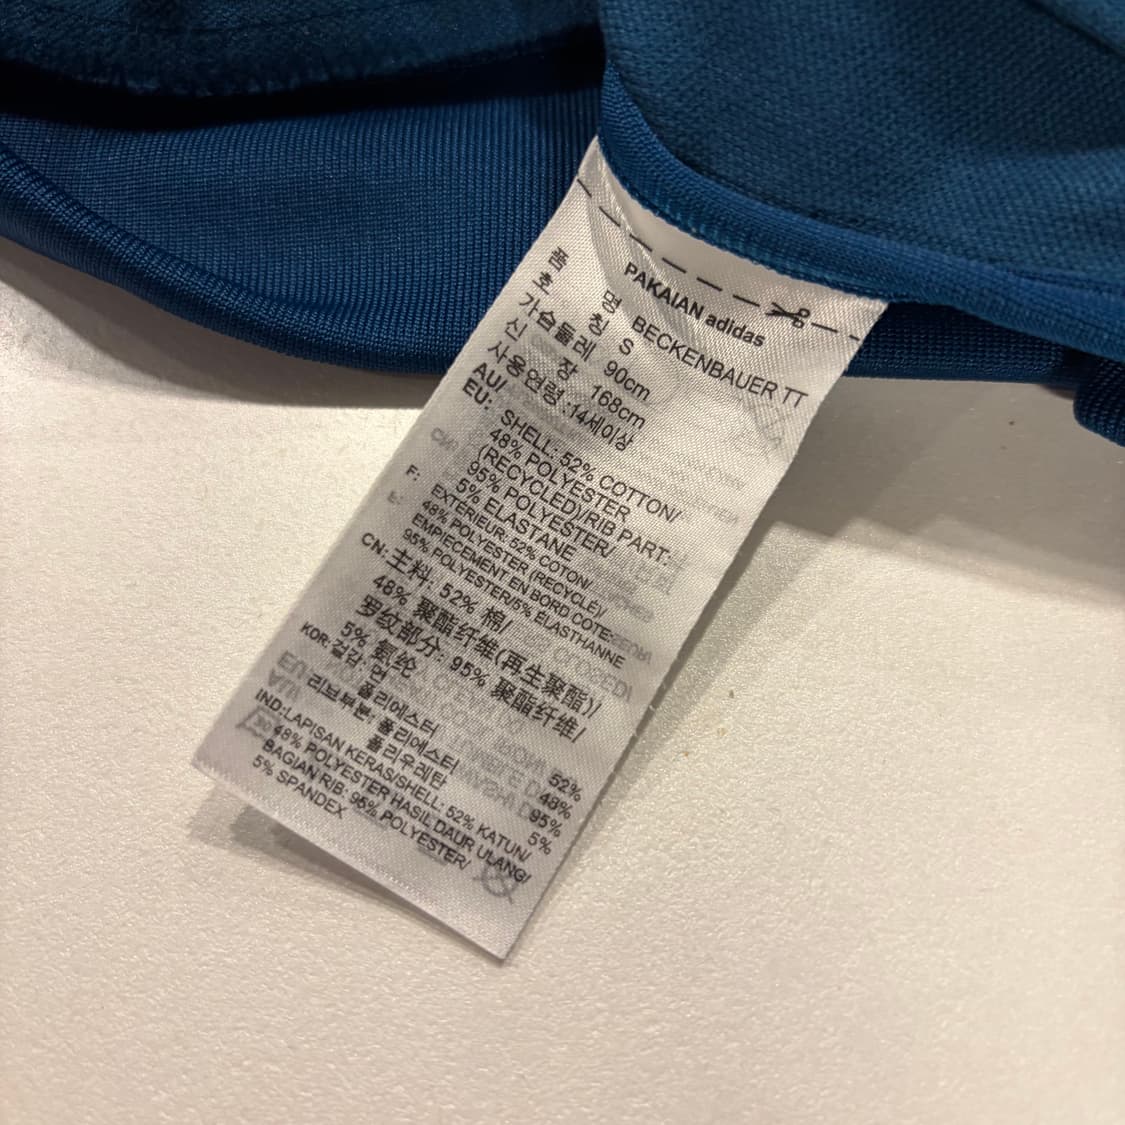 PAKAIAN adidas
품 명 BECKENBAUER TT
호 칭 S
가슴둘레 90cm
신 장 168cm
사용연령 :14세이상
AU/
EU: SHELL: 52% COTTON/
48% POLYESTER
(RECYCLED)/RIB PART:
95% POLYESTER/
5% ELASTANE
F: EXTÉRIEUR: 52% COTON/
48% POLYESTER (RECYCLÉ)/
EMPIECEMENT EN BORD COTE:
95% POLYESTER/5% ÉLASTHANNE
CN: 主料: 52% 棉/
48% 聚酯纤维(再生聚酯)/
罗纹部分: 95% 聚酯纤维/
5% 氨纶
KOR: 겉감: 면 52%
폴리에스터 48%
리브부분: 폴리에스터 95%
폴리우레탄 5%
IND:LAPISAN KERAS/SHELL: 52% KATUN/
48% POLYESTER HASIL DAUR ULANG/
BAGIAN RIB: 95% POLYESTER/
5% SPANDEX